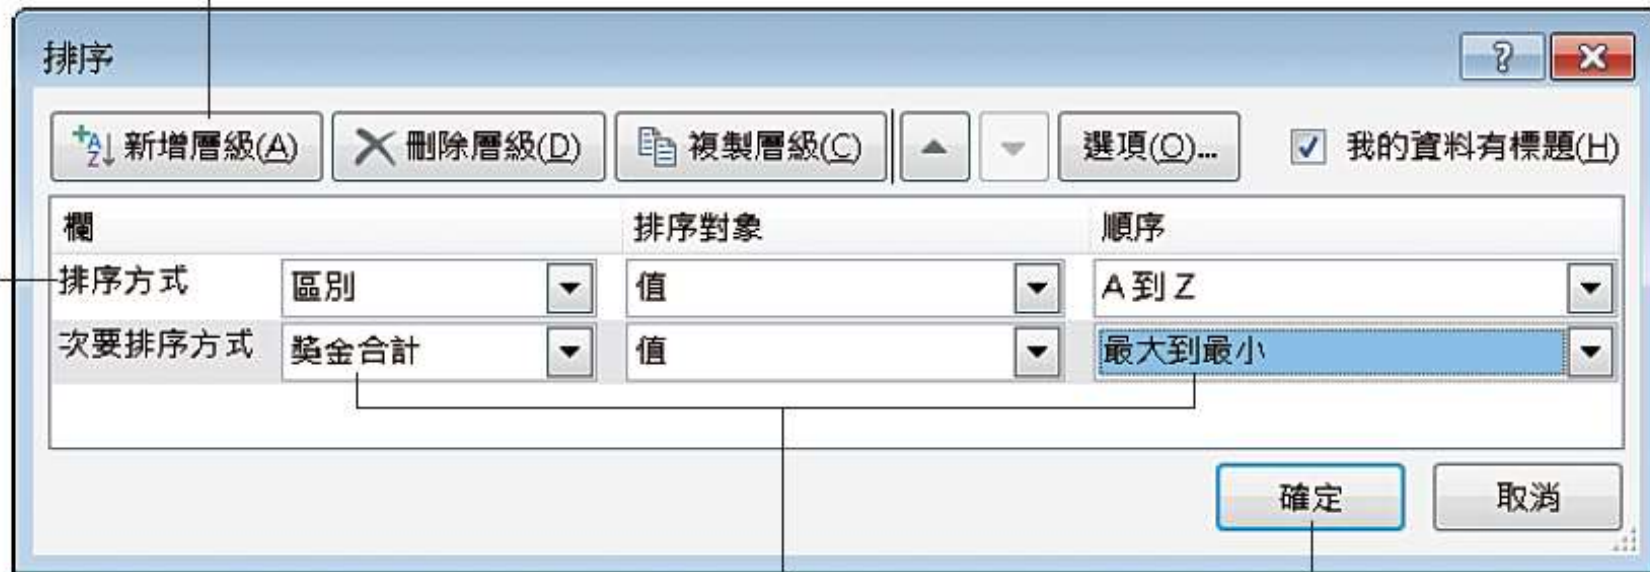 排序
新增層級(A) 刪除層級(D) 複製層級(C) 選項(O)... 我的資料有標題(H)
欄 排序對象 順序
排序方式 區別 值 A 到 Z
次要排序方式 獎金合計 值 最大到最小
確定 取消